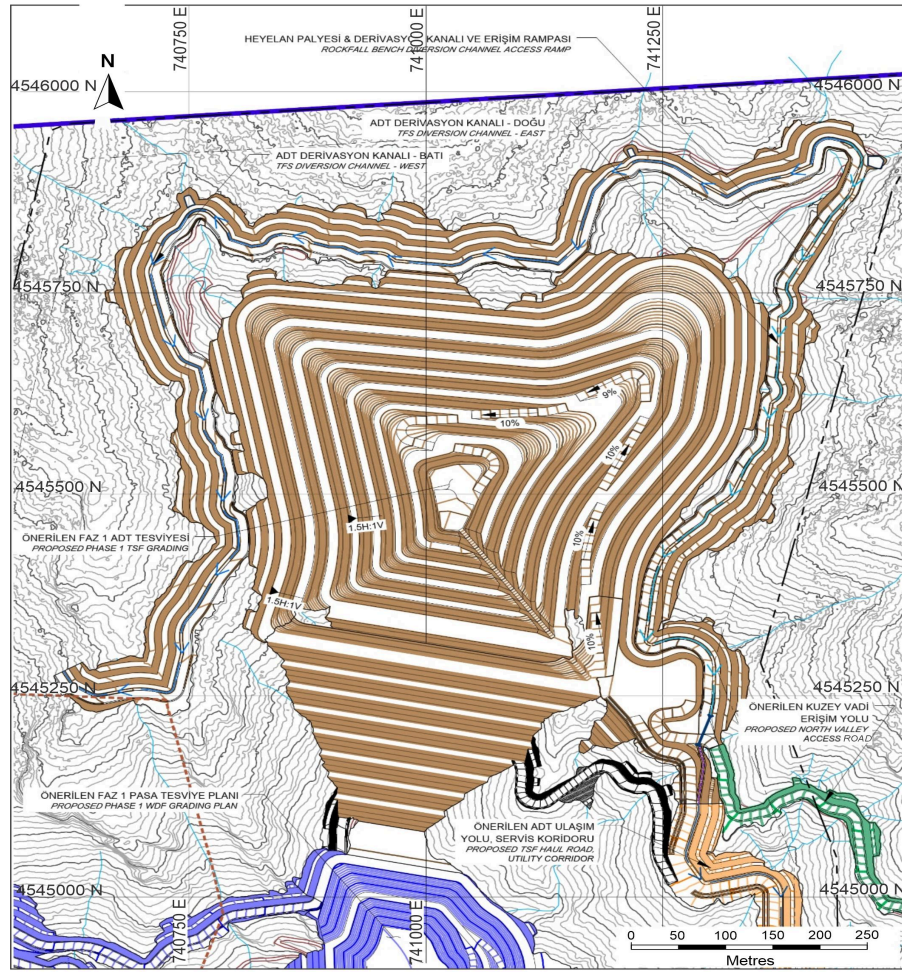 740750 E
741000 E
741250 E
HEYELAN PALYESİ & DERİVASYON KANALI VE ERİŞİM RAMPASI
ROCKFALL BENCH DIVERSION CHANNEL ACCESS RAMP
N
4546000 N
4546000 N
ADT DERİVASYON KANALI - DOĞU
TFS DIVERSION CHANNEL - EAST
ADT DERİVASYON KANALI - BATI
TFS DIVERSION CHANNEL - WEST
4545750 N
4545750 N
9%
10%
10%
4545500 N
4545500 N
1.5H:1V
10%
ÖNERİLEN FAZ 1 ADT TESVİYESİ
PROPOSED PHASE 1 TSF GRADING
1.5H:1V
10%
4545250 N
4545250 N
ÖNERİLEN KUZEY VADİ
ERİŞİM YOLU
PROPOSED NORTH VALLEY
ACCESS ROAD
ÖNERİLEN FAZ 1 PASA TESVİYE PLANI
PROPOSED PHASE 1 WDF GRADING PLAN
ÖNERİLEN ADT ULAŞIM
YOLU, SERVİS KORİDORU
PROPOSED TSF HAUL ROAD,
UTILITY CORRIDOR
4545000 N
4545000 N
740750 E
741000 E
0 50 100 150 200 250
Metres